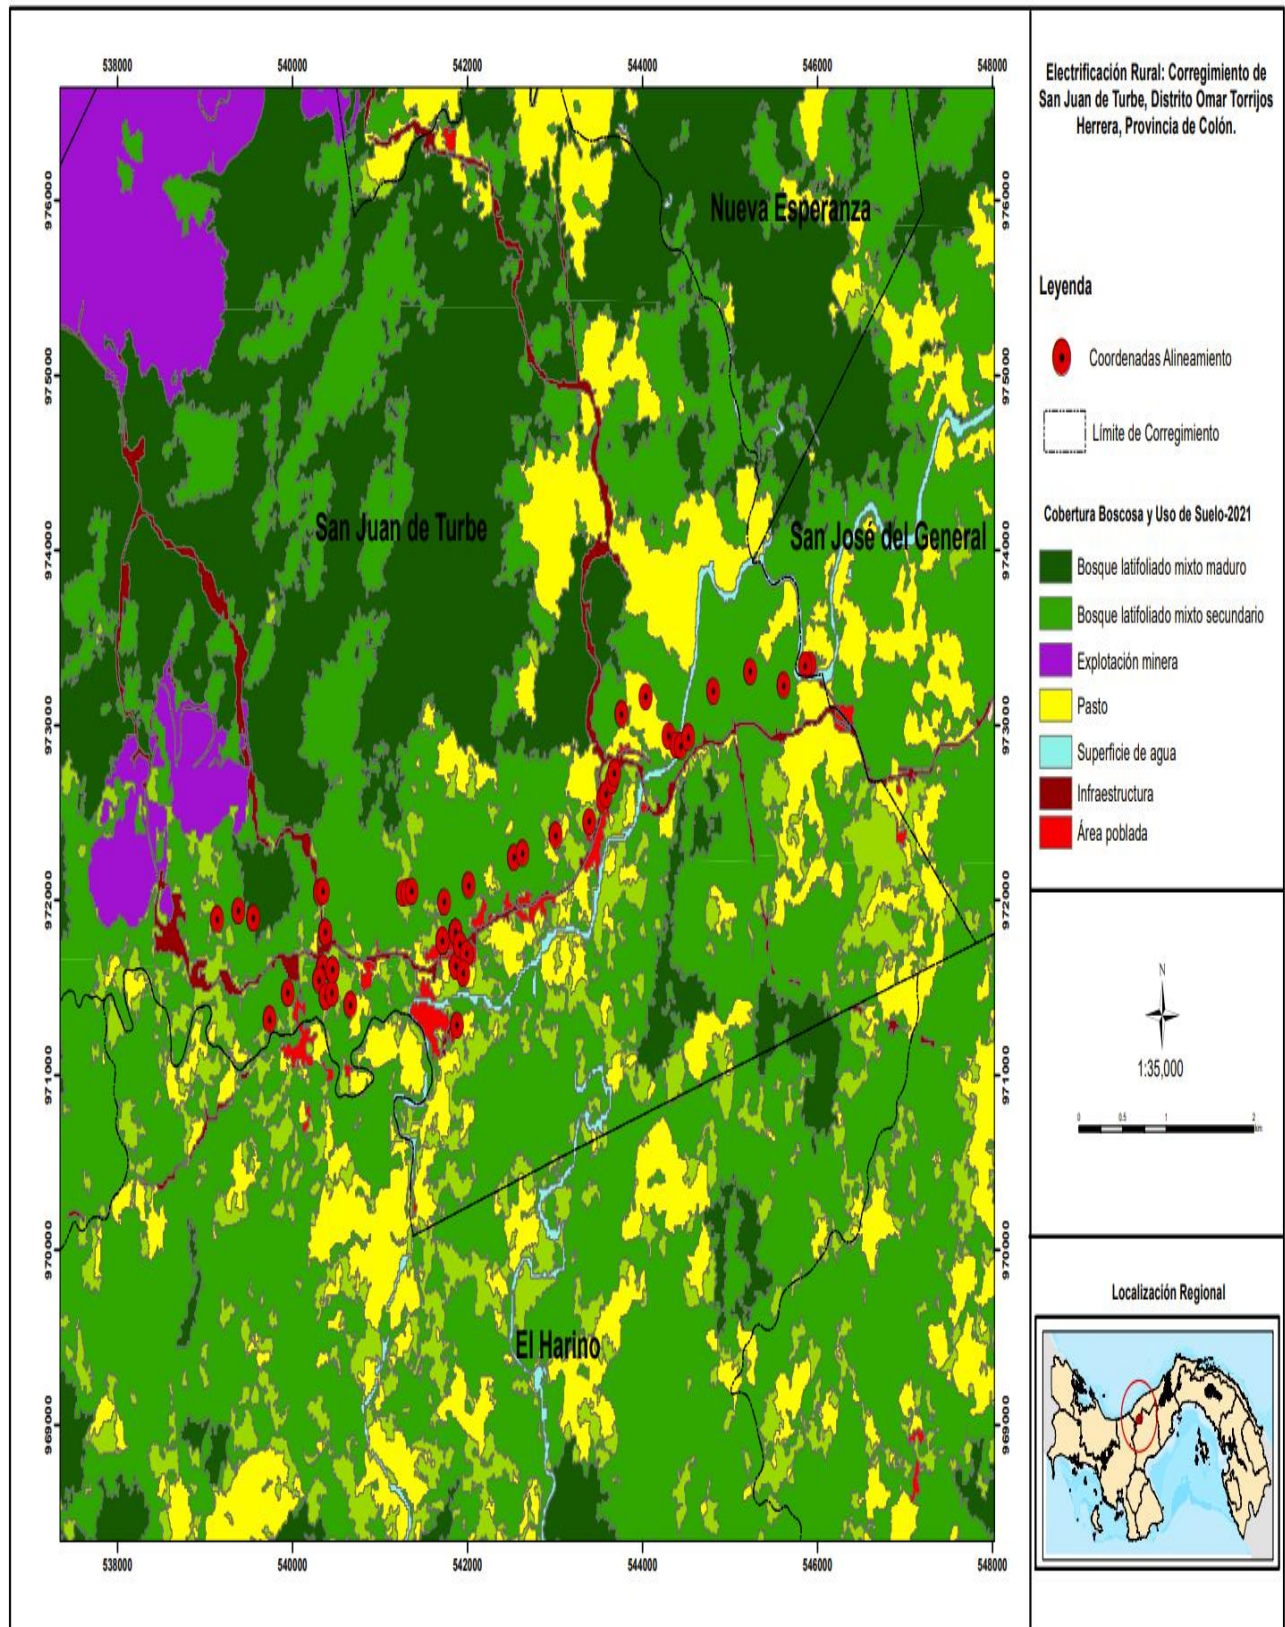 538000 540000 542000 544000 546000 548000
976000 976000
975000 975000
974000 974000
973000 973000
972000 972000
971000 971000
970000 970000
969000 969000
Nueva Esperanza
San Juan de Turbe
San José del General
El Harino
538000 540000 542000 544000 546000 548000
Electrificación Rural: Corregimiento de
San Juan de Turbe, Distrito Omar Torrijos
Herrera, Provincia de Colón.
Leyenda
Coordenadas Alineamiento
Límite de Corregimiento
Cobertura Boscosa y Uso de Suelo-2021
Bosque latifoliado mixto maduro
Bosque latifoliado mixto secundario
Explotación minera
Pasto
Superficie de agua
Infraestructura
Área poblada
N
1:35,000
0 0.5 1 2
Km
Localización Regional